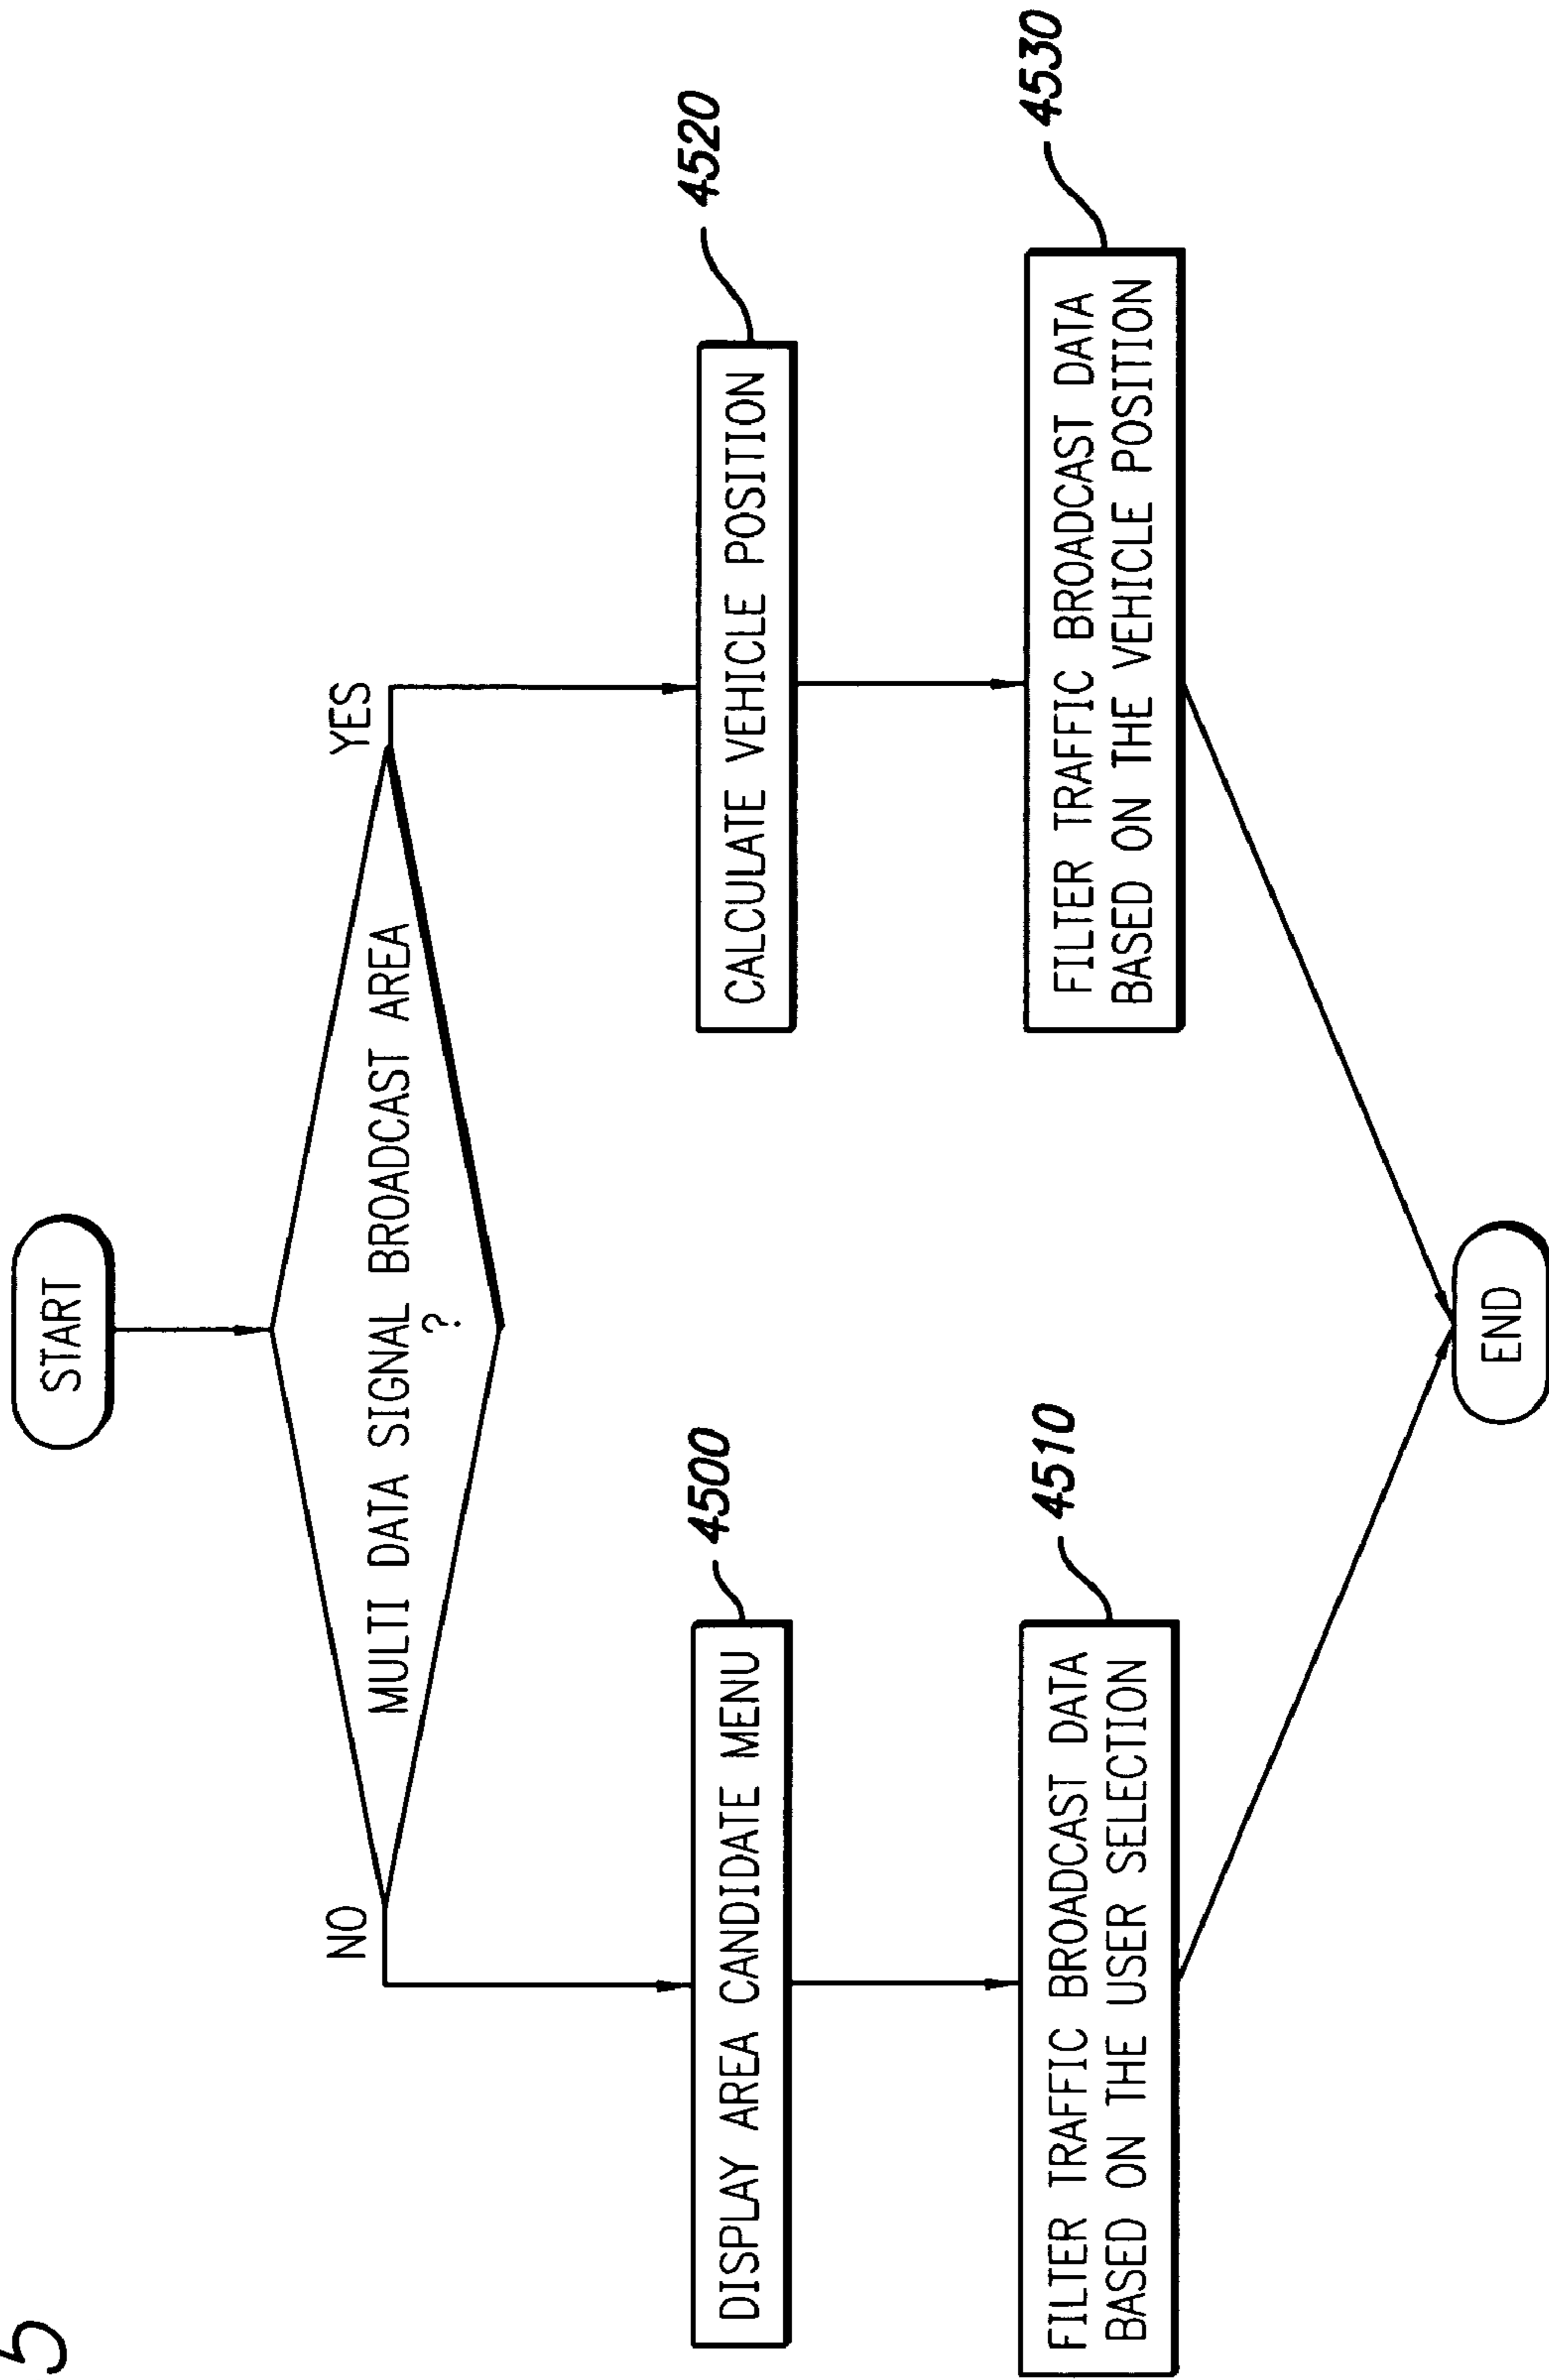 5
START
MULTI DATA SIGNAL BROADCAST AREA
?
NO
YES
DISPLAY AREA CANDIDATE MENU
4500
CALCULATE VEHICLE POSITION
4520
FILTER TRAFFIC BROADCAST DATA
BASED ON THE USER SELECTION
4510
FILTER TRAFFIC BROADCAST DATA
BASED ON THE VEHICLE POSITION
4530
END